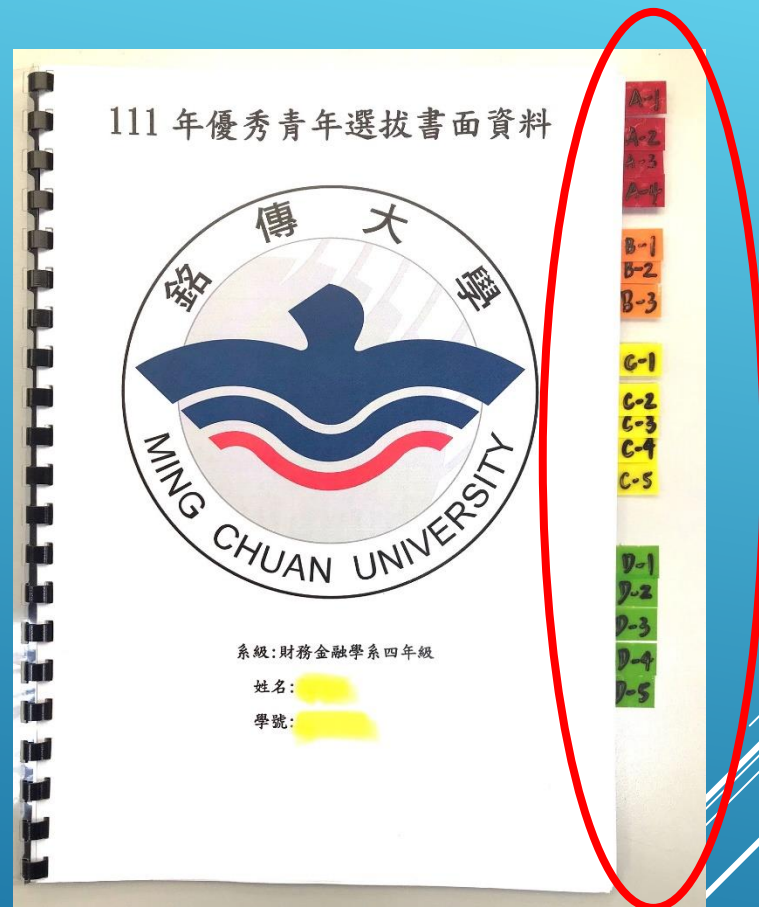 111 年優秀青年選拔書面資料
銘傳大學
MING CHUAN UNIVERSITY
系級:財務金融學系四年級
姓名:
學號:
A-1
A-2
A-3
A-4
B-1
B-2
B-3
C-1
C-2
C-3
C-4
C-5
D-1
D-2
D-3
D-4
D-5